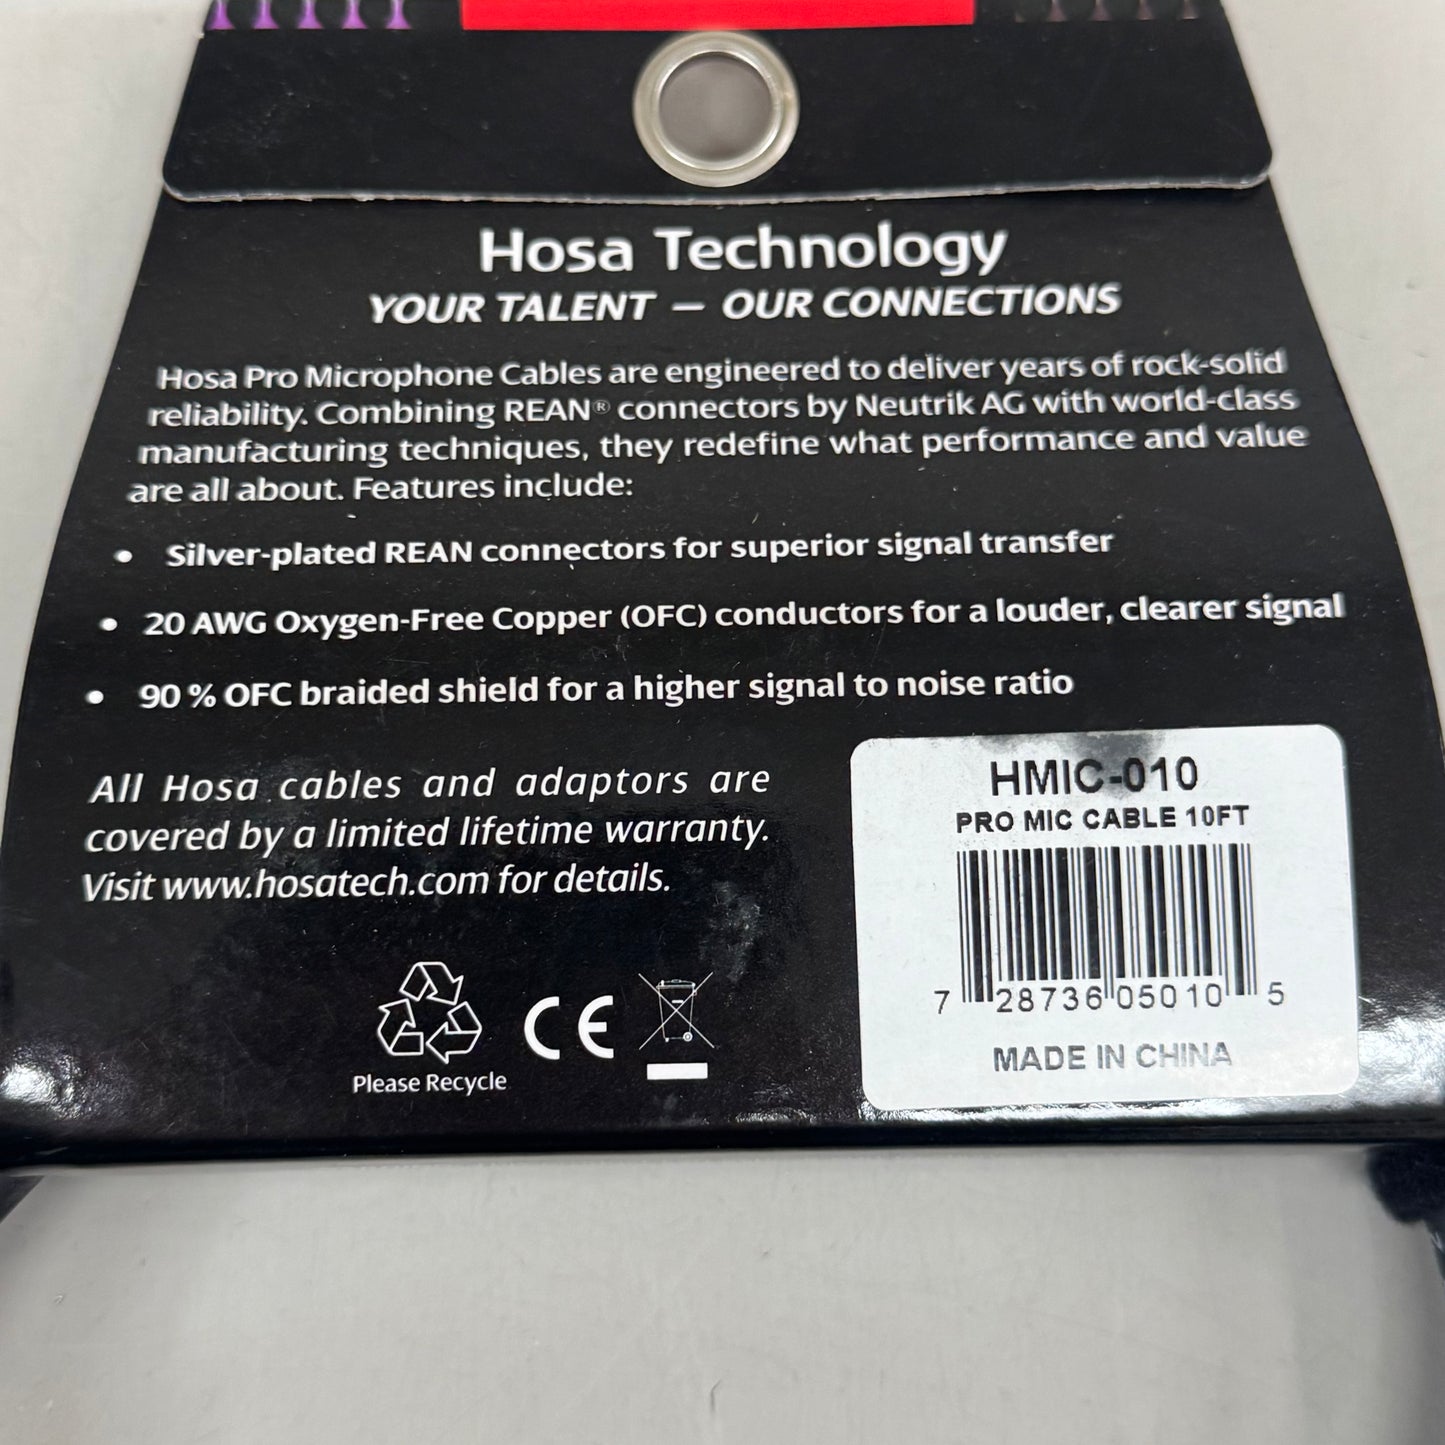 Hosa Technology
YOUR TALENT — OUR CONNECTIONS
Hosa Pro Microphone Cables are engineered to deliver years of rock-solid
reliability. Combining REAN® connectors by Neutrik AG with world-class
manufacturing techniques, they redefine what performance and value
are all about. Features include:
• Silver-plated REAN connectors for superior signal transfer
• 20 AWG Oxygen-Free Copper (OFC) conductors for a louder, clearer signal
• 90 % OFC braided shield for a higher signal to noise ratio
All Hosa cables and adaptors are
covered by a limited lifetime warranty.
Visit www.hosatech.com for details.
Please Recycle
CE
HMIC-010
PRO MIC CABLE 10FT
7 28736 05010 5
MADE IN CHINA